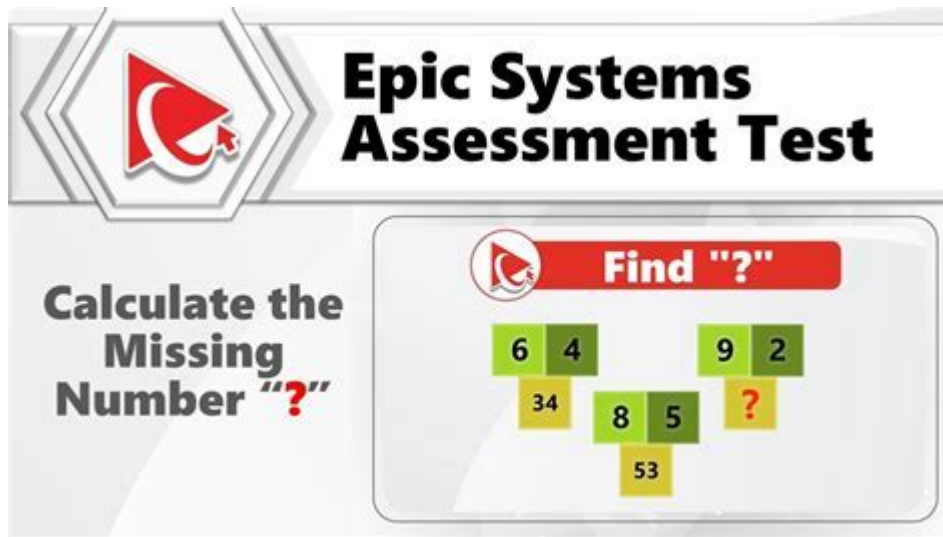 Epic Systems
Assessment Test
Calculate the
Missing
Number "?"
Find "?"
6 4
34
8 5
53
9 2
?